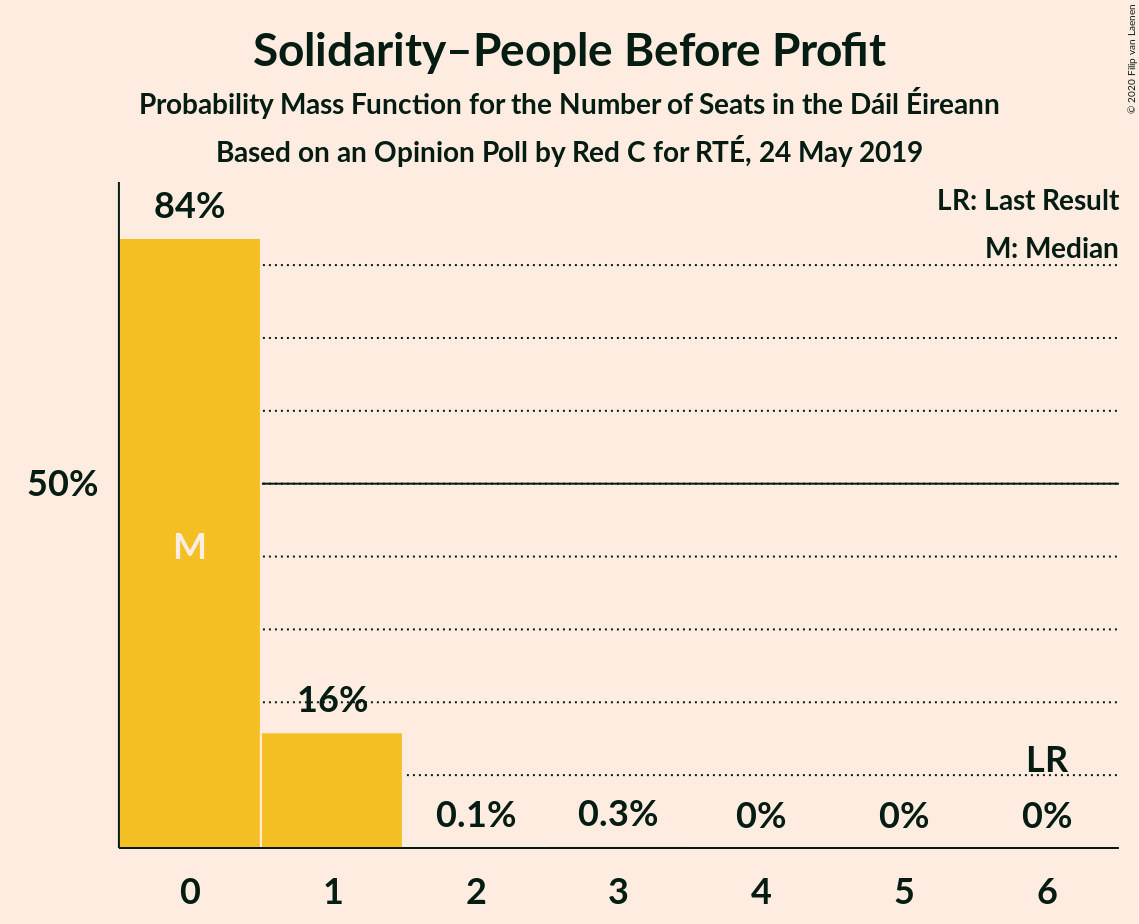 Solidarity–People Before Profit
Probability Mass Function for the Number of Seats in the Dáil Éireann
Based on an Opinion Poll by Red C for RTÉ, 24 May 2019
© 2020 Filip van Laenen
LR: Last Result
M: Median
84%
50%
M
16%
LR
0.1%
0.3%
0%
0%
0%
0 1 2 3 4 5 6